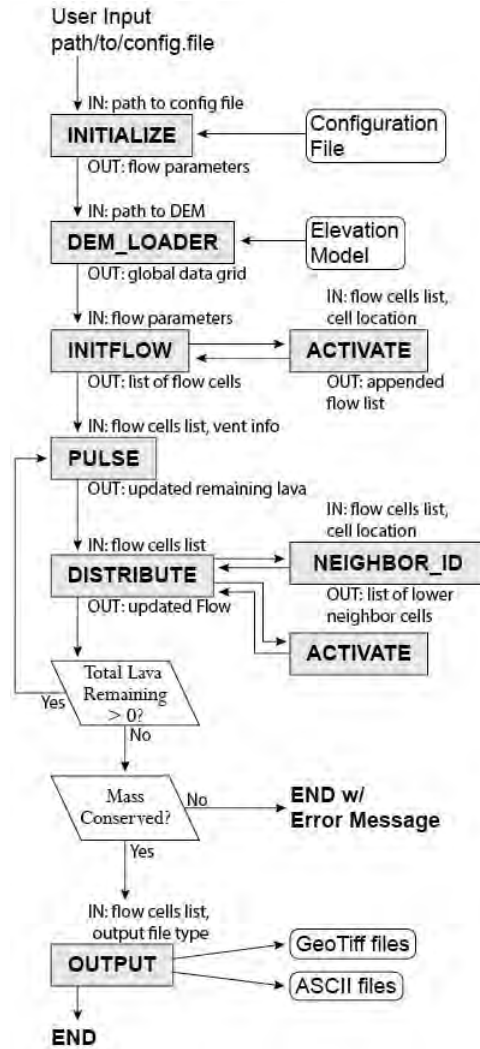 User Input
path/to/config.file
IN: path to config file
INITIALIZE
Configuration
File
OUT: flow parameters
IN: path to DEM
DEM_LOADER
Elevation
Model
OUT: global data grid
IN: flow parameters
INITFLOW
OUT: list of flow cells
IN: flow cells list,
cell location
ACTIVATE
OUT: appended
flow list
IN: flow cells list, vent info
PULSE
OUT: updated remaining lava
IN: flow cells list
DISTRIBUTE
OUT: updated Flow
IN: flow cells list,
cell location
NEIGHBOR_ID
OUT: list of lower
neighbor cells
ACTIVATE
Total Lava
Remaining
> 0?
Yes
No
Mass
Conserved?
No
END w/
Error Message
Yes
IN: flow cells list,
output file type
OUTPUT
GeoTiff files
ASCII files
END